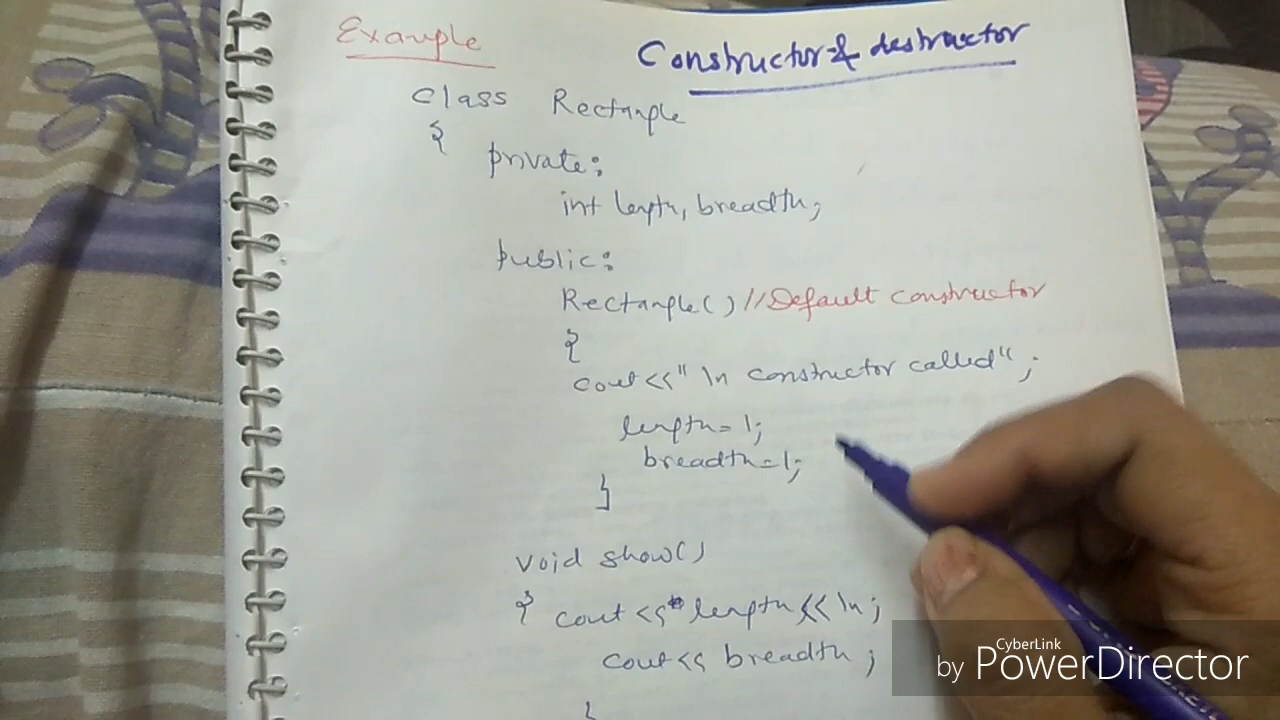 Example
Constructor & destructor
class Rectangle
{
private:
int length, breadth;
public:
Rectangle() //Default constructor
{
cout<<" \n constructor called" ;
length=1;
breadth=1;
}
void show()
{ cout << length << \n ;
cout<< breadth ;
}
CyberLink
by PowerDirector